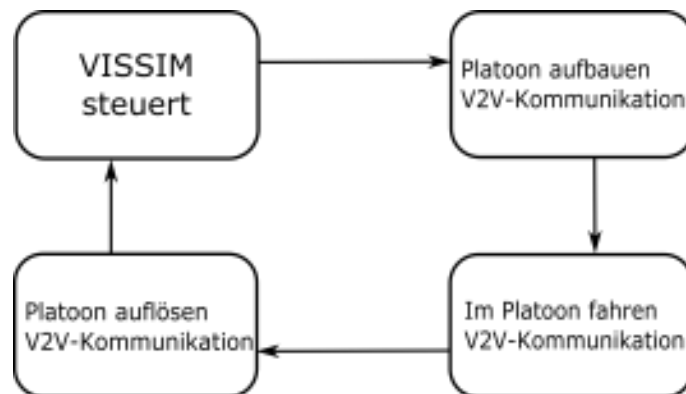 VISSIM
steuert
Platoon aufbauen
V2V-Kommunikation
Im Platoon fahren
V2V-Kommunikation
Platoon auflösen
V2V-Kommunikation